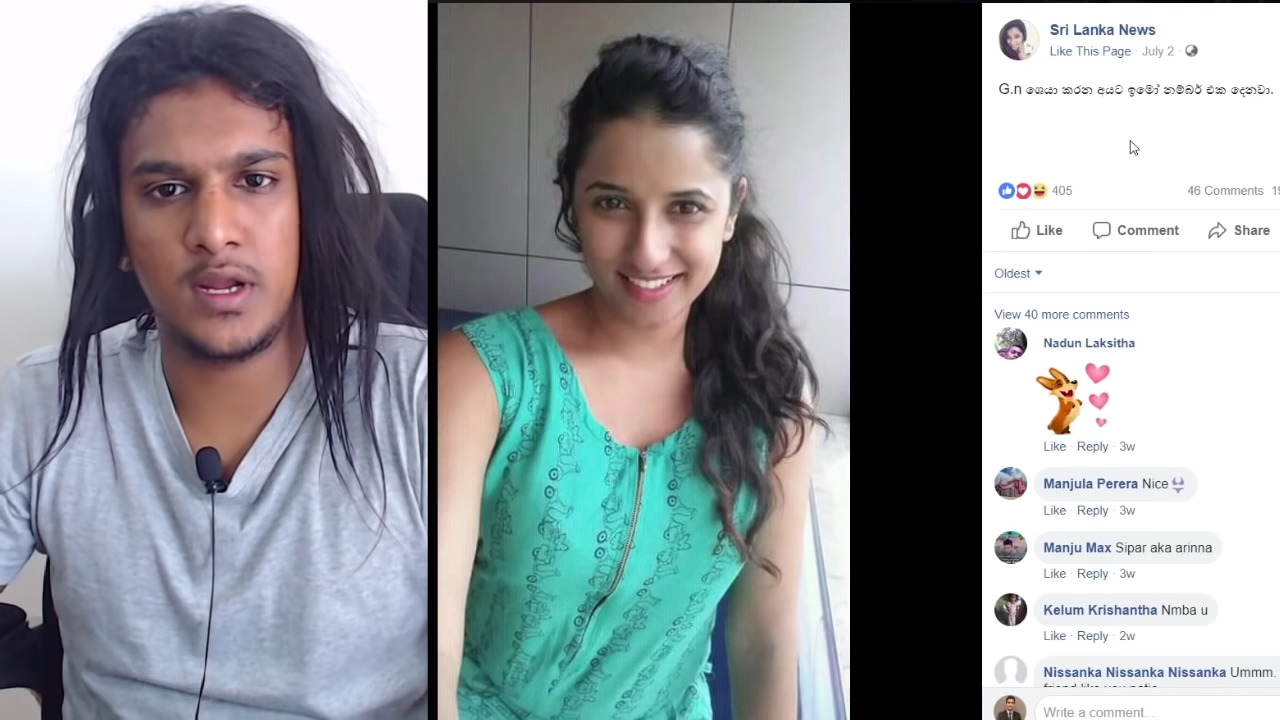 Sri Lanka News
Like This Page · July 2 ·
G.n ශෙයා කරන අයට ඉමෝ නම්බර් එක දෙනවා.
405
46 Comments
Like Comment Share
Oldest
View 40 more comments
Nadun Laksitha
Like · Reply · 3w
Manjula Perera Nice
Like · Reply · 3w
Manju Max Sipar aka arinna
Like · Reply · 3w
Kelum Krishantha Nmba u
Like · Reply · 2w
Nissanka Nissanka Nissanka Ummm.
Write a comment...